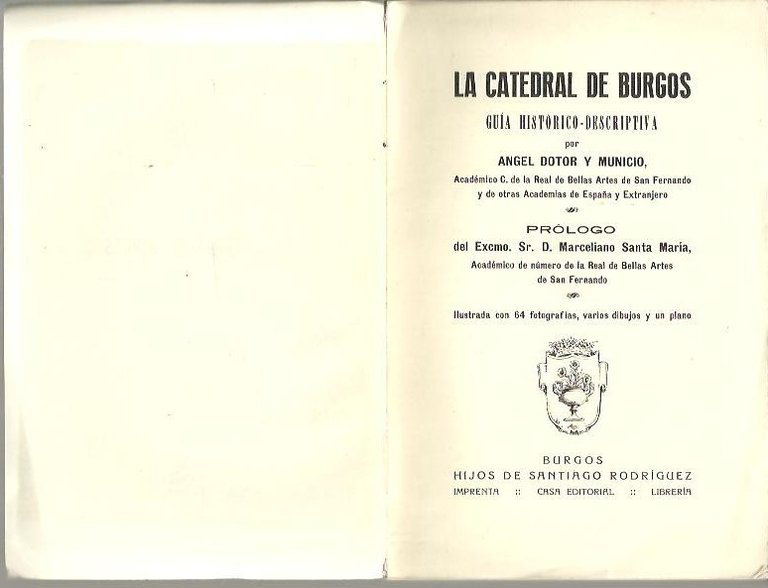 LA CATEDRAL DE BURGOS
GUÍA HISTÓRICO-DESCRIPTIVA
por
ANGEL DOTOR Y MUNICIO,
Académico C. de la Real de Bellas Artes de San Fernando
y de otras Academias de España y Extranjero
PRÓLOGO
del Excmo. Sr. D. Marceliano Santa María,
Académico de número de la Real de Bellas Artes
de San Fernando
Ilustrada con 64 fotografías, varios dibujos y un plano
BURGOS
HIJOS DE SANTIAGO RODRÍGUEZ
IMPRENTA :: CASA EDITORIAL :: LIBRERÍA